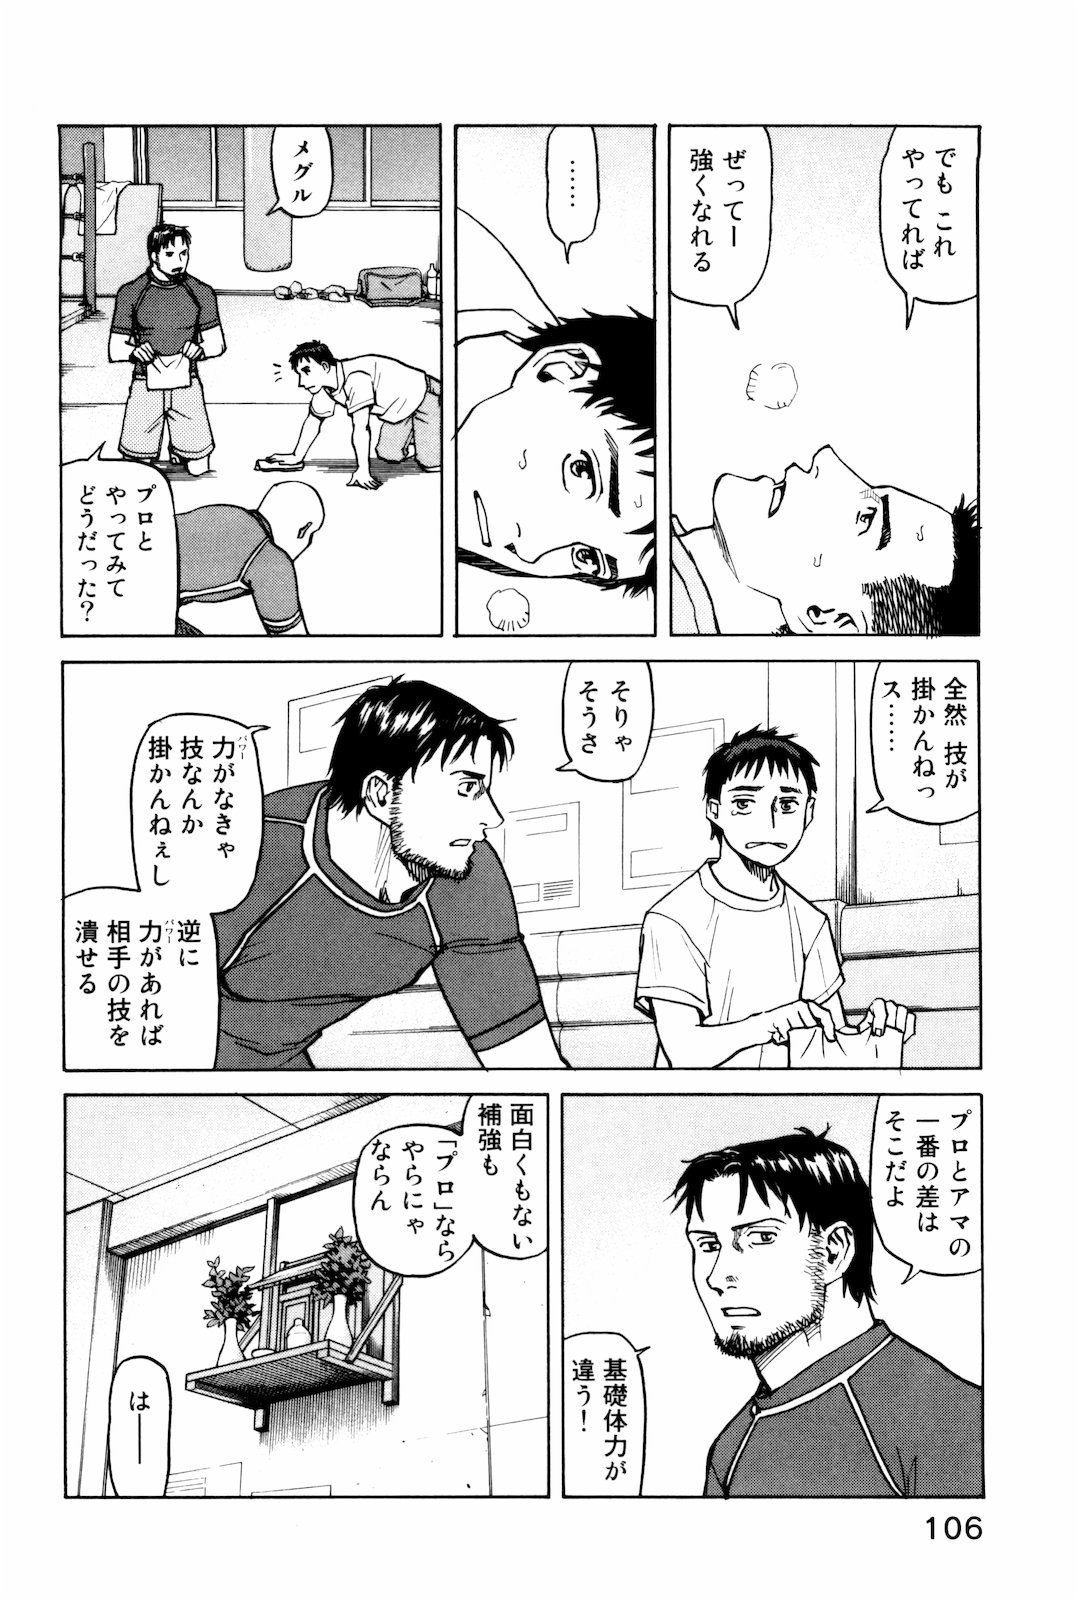 でも これ
やってれば
ぜってー
強くなれる
……
メグル
プロと
やってみて
どうだった?
全然 技が
掛かんねっ
ス……
そりゃ
そうさ
力がなきゃ
パワー
技なんか
掛かんねぇし
逆に
力があれば
パワー
相手の技を
潰せる
プロとアマの
一番の差は
そこだよ
基礎体力が
違う!
面白くもない
補強も
「プロ」なら
やらにゃ
ならん
は――
106